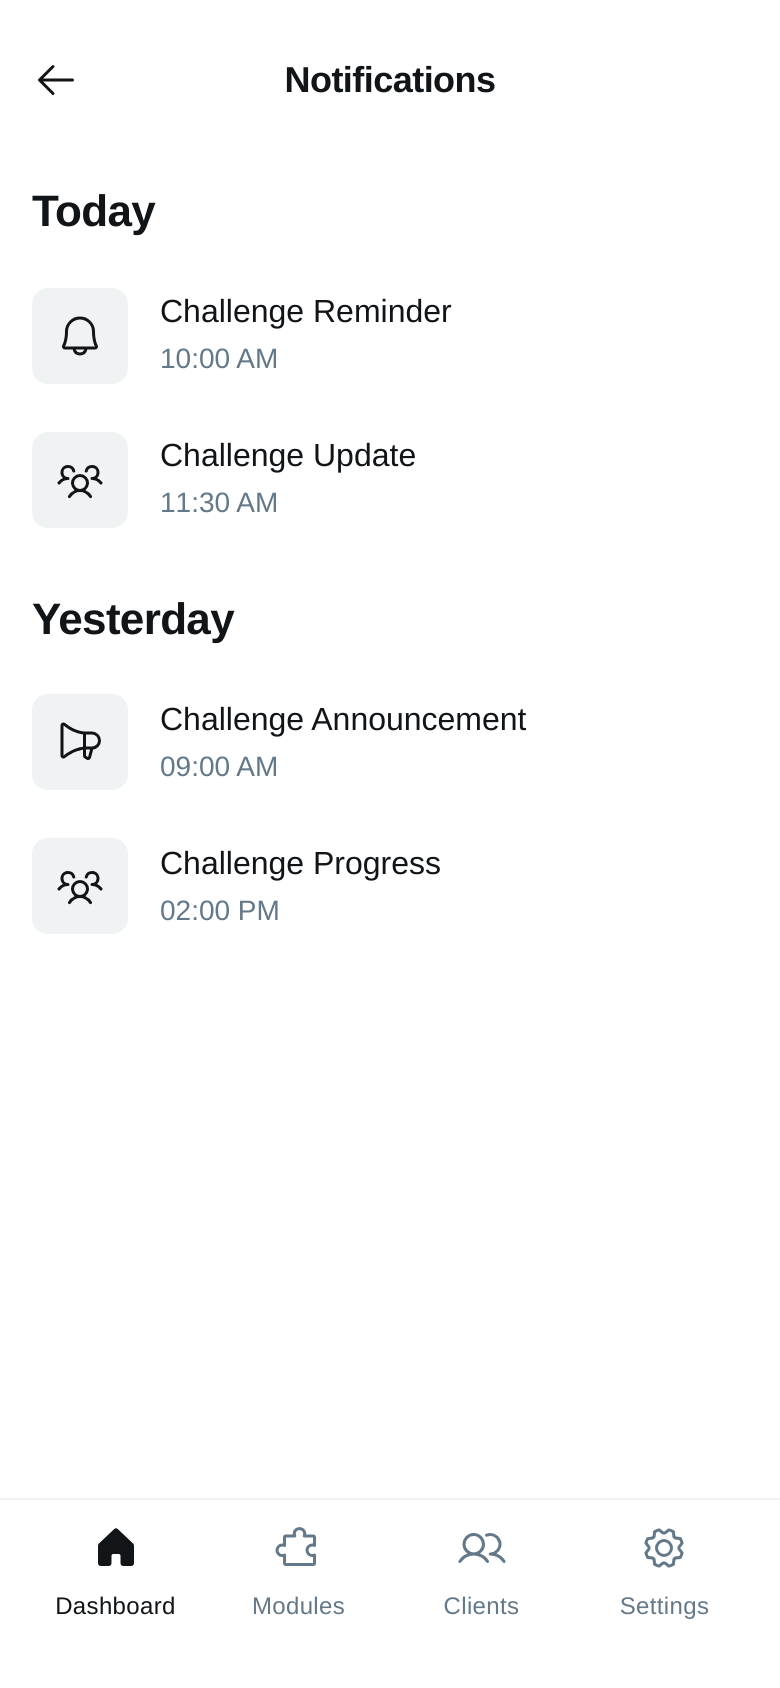 Notifications
Today
Challenge Reminder
10:00 AM
Challenge Update
11:30 AM
Yesterday
Challenge Announcement
09:00 AM
Challenge Progress
02:00 PM
Dashboard
Modules
Clients
Settings